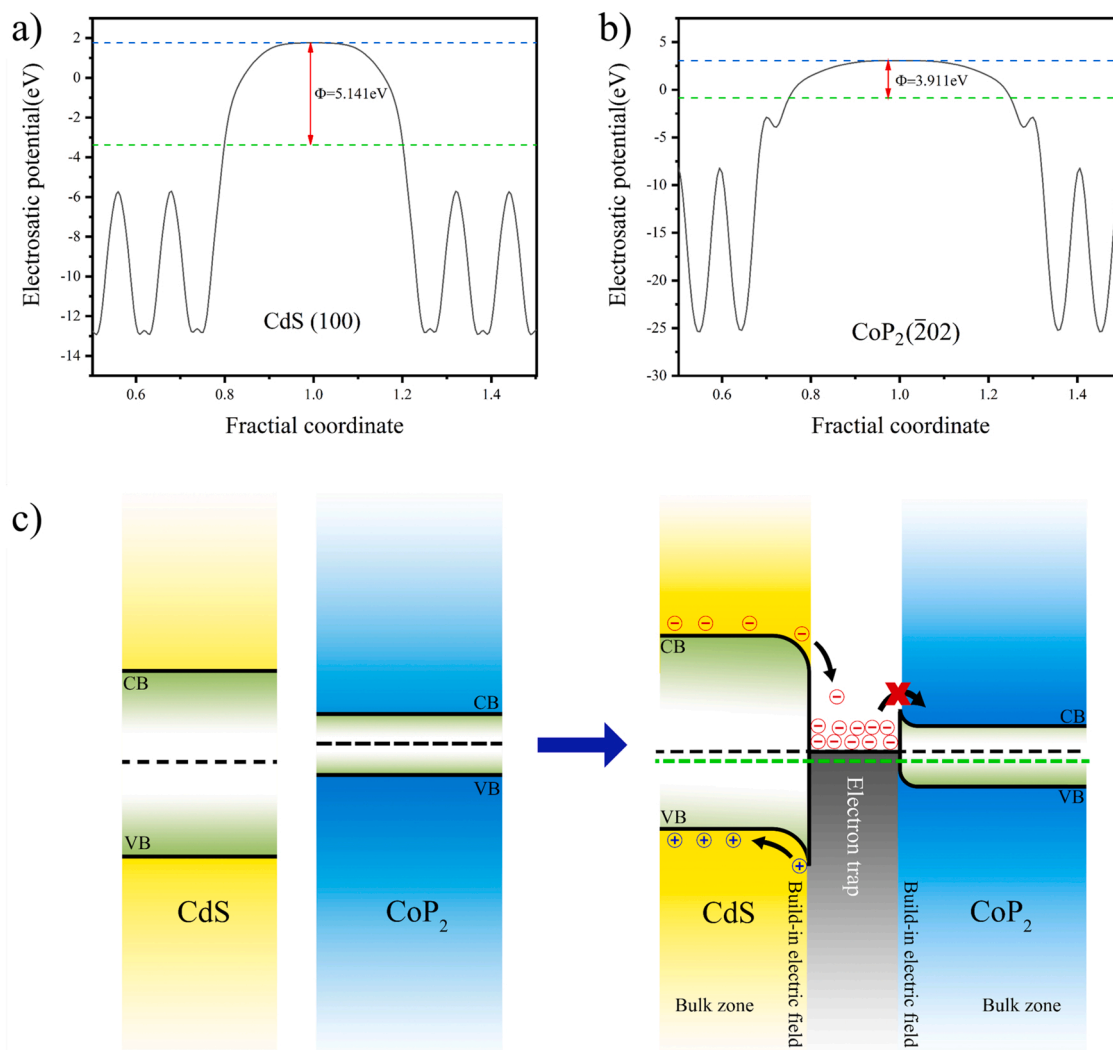 a)
Electrosatic potential(eV)
2
0
-2
-4
-6
-8
-10
-12
-14
Φ=5.141eV
CdS (100)
0.6 0.8 1.0 1.2 1.4
Fractial coordinate
b)
Electrosatic potential(eV)
5
0
-5
-10
-15
-20
-25
-30
Φ=3.911eV
CoP₂(2̅02)
0.6 0.8 1.0 1.2 1.4
Fractial coordinate
c)
CB
VB
CdS
CB
VB
CoP₂
CB
VB
CdS
Bulk zone
Build-in electric field
Electron trap
Build-in electric field
CB
VB
CoP₂
Bulk zone